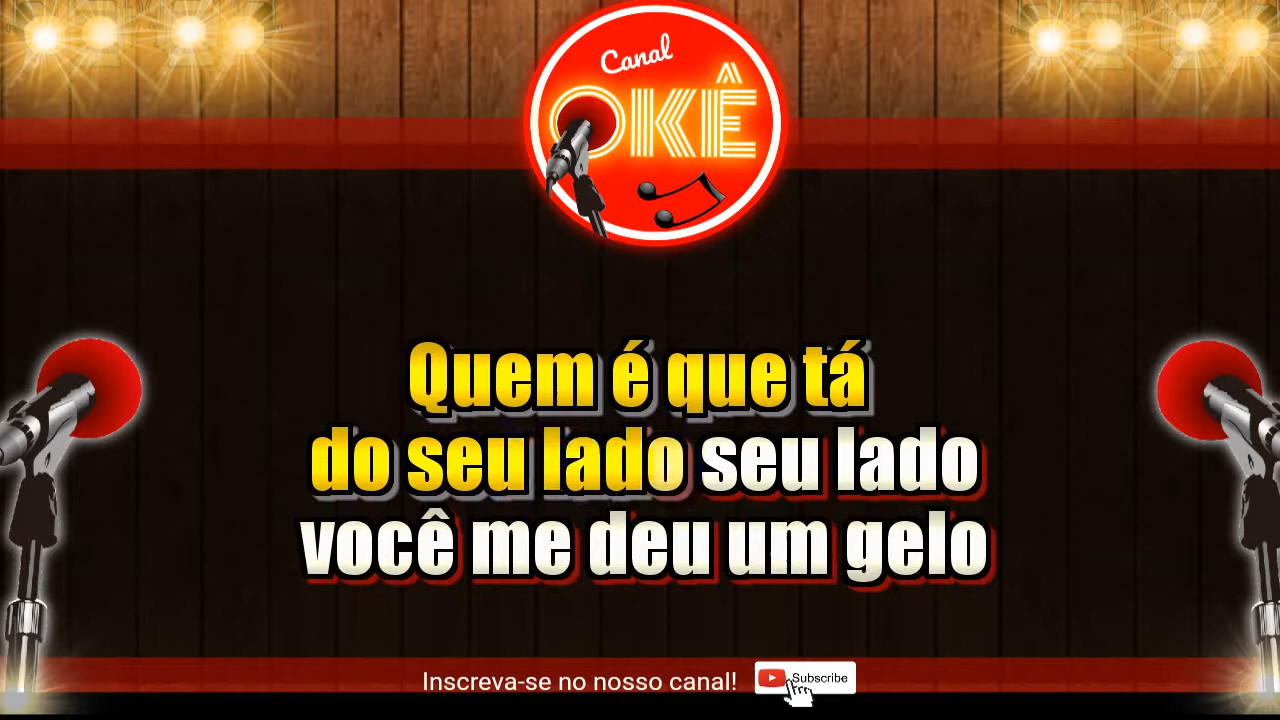 Canal
OKÊ
Quem é que tá
do seu lado seu lado
você me deu um gelo
Inscreva-se no nosso canal!
Subscribe